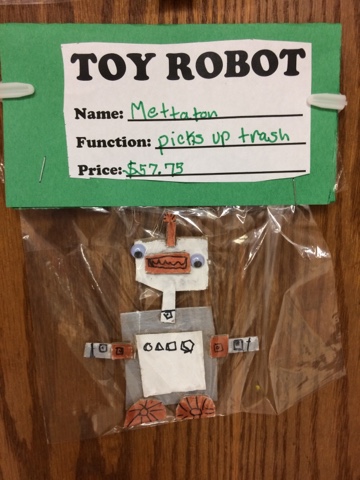 TOY ROBOT
Name: Mettaton
Function: picks up trash
Price: $57.75